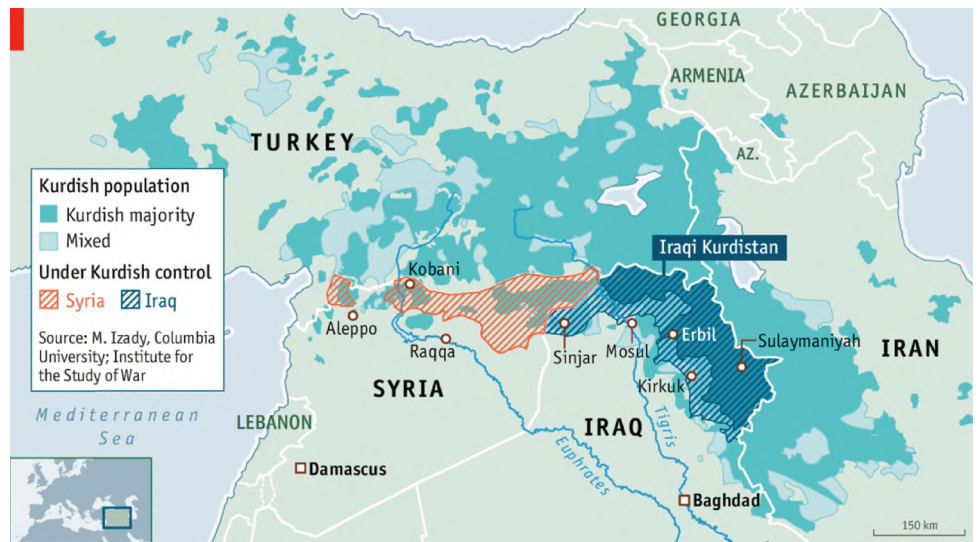 GEORGIA
ARMENIA
AZERBAIJAN
AZ.
TURKEY
Kurdish population
Kurdish majority
Mixed
Under Kurdish control
Syria
Iraq
Source: M. Izady, Columbia
University; Institute for
the Study of War
Iraqi Kurdistan
Kobani
Aleppo
Raqqa
Sinjar
Mosul
Erbil
Sulaymaniyah
Kirkuk
IRAN
SYRIA
IRAQ
Tigris
Euphrates
Mediterranean
Sea
LEBANON
Damascus
Baghdad
150 km